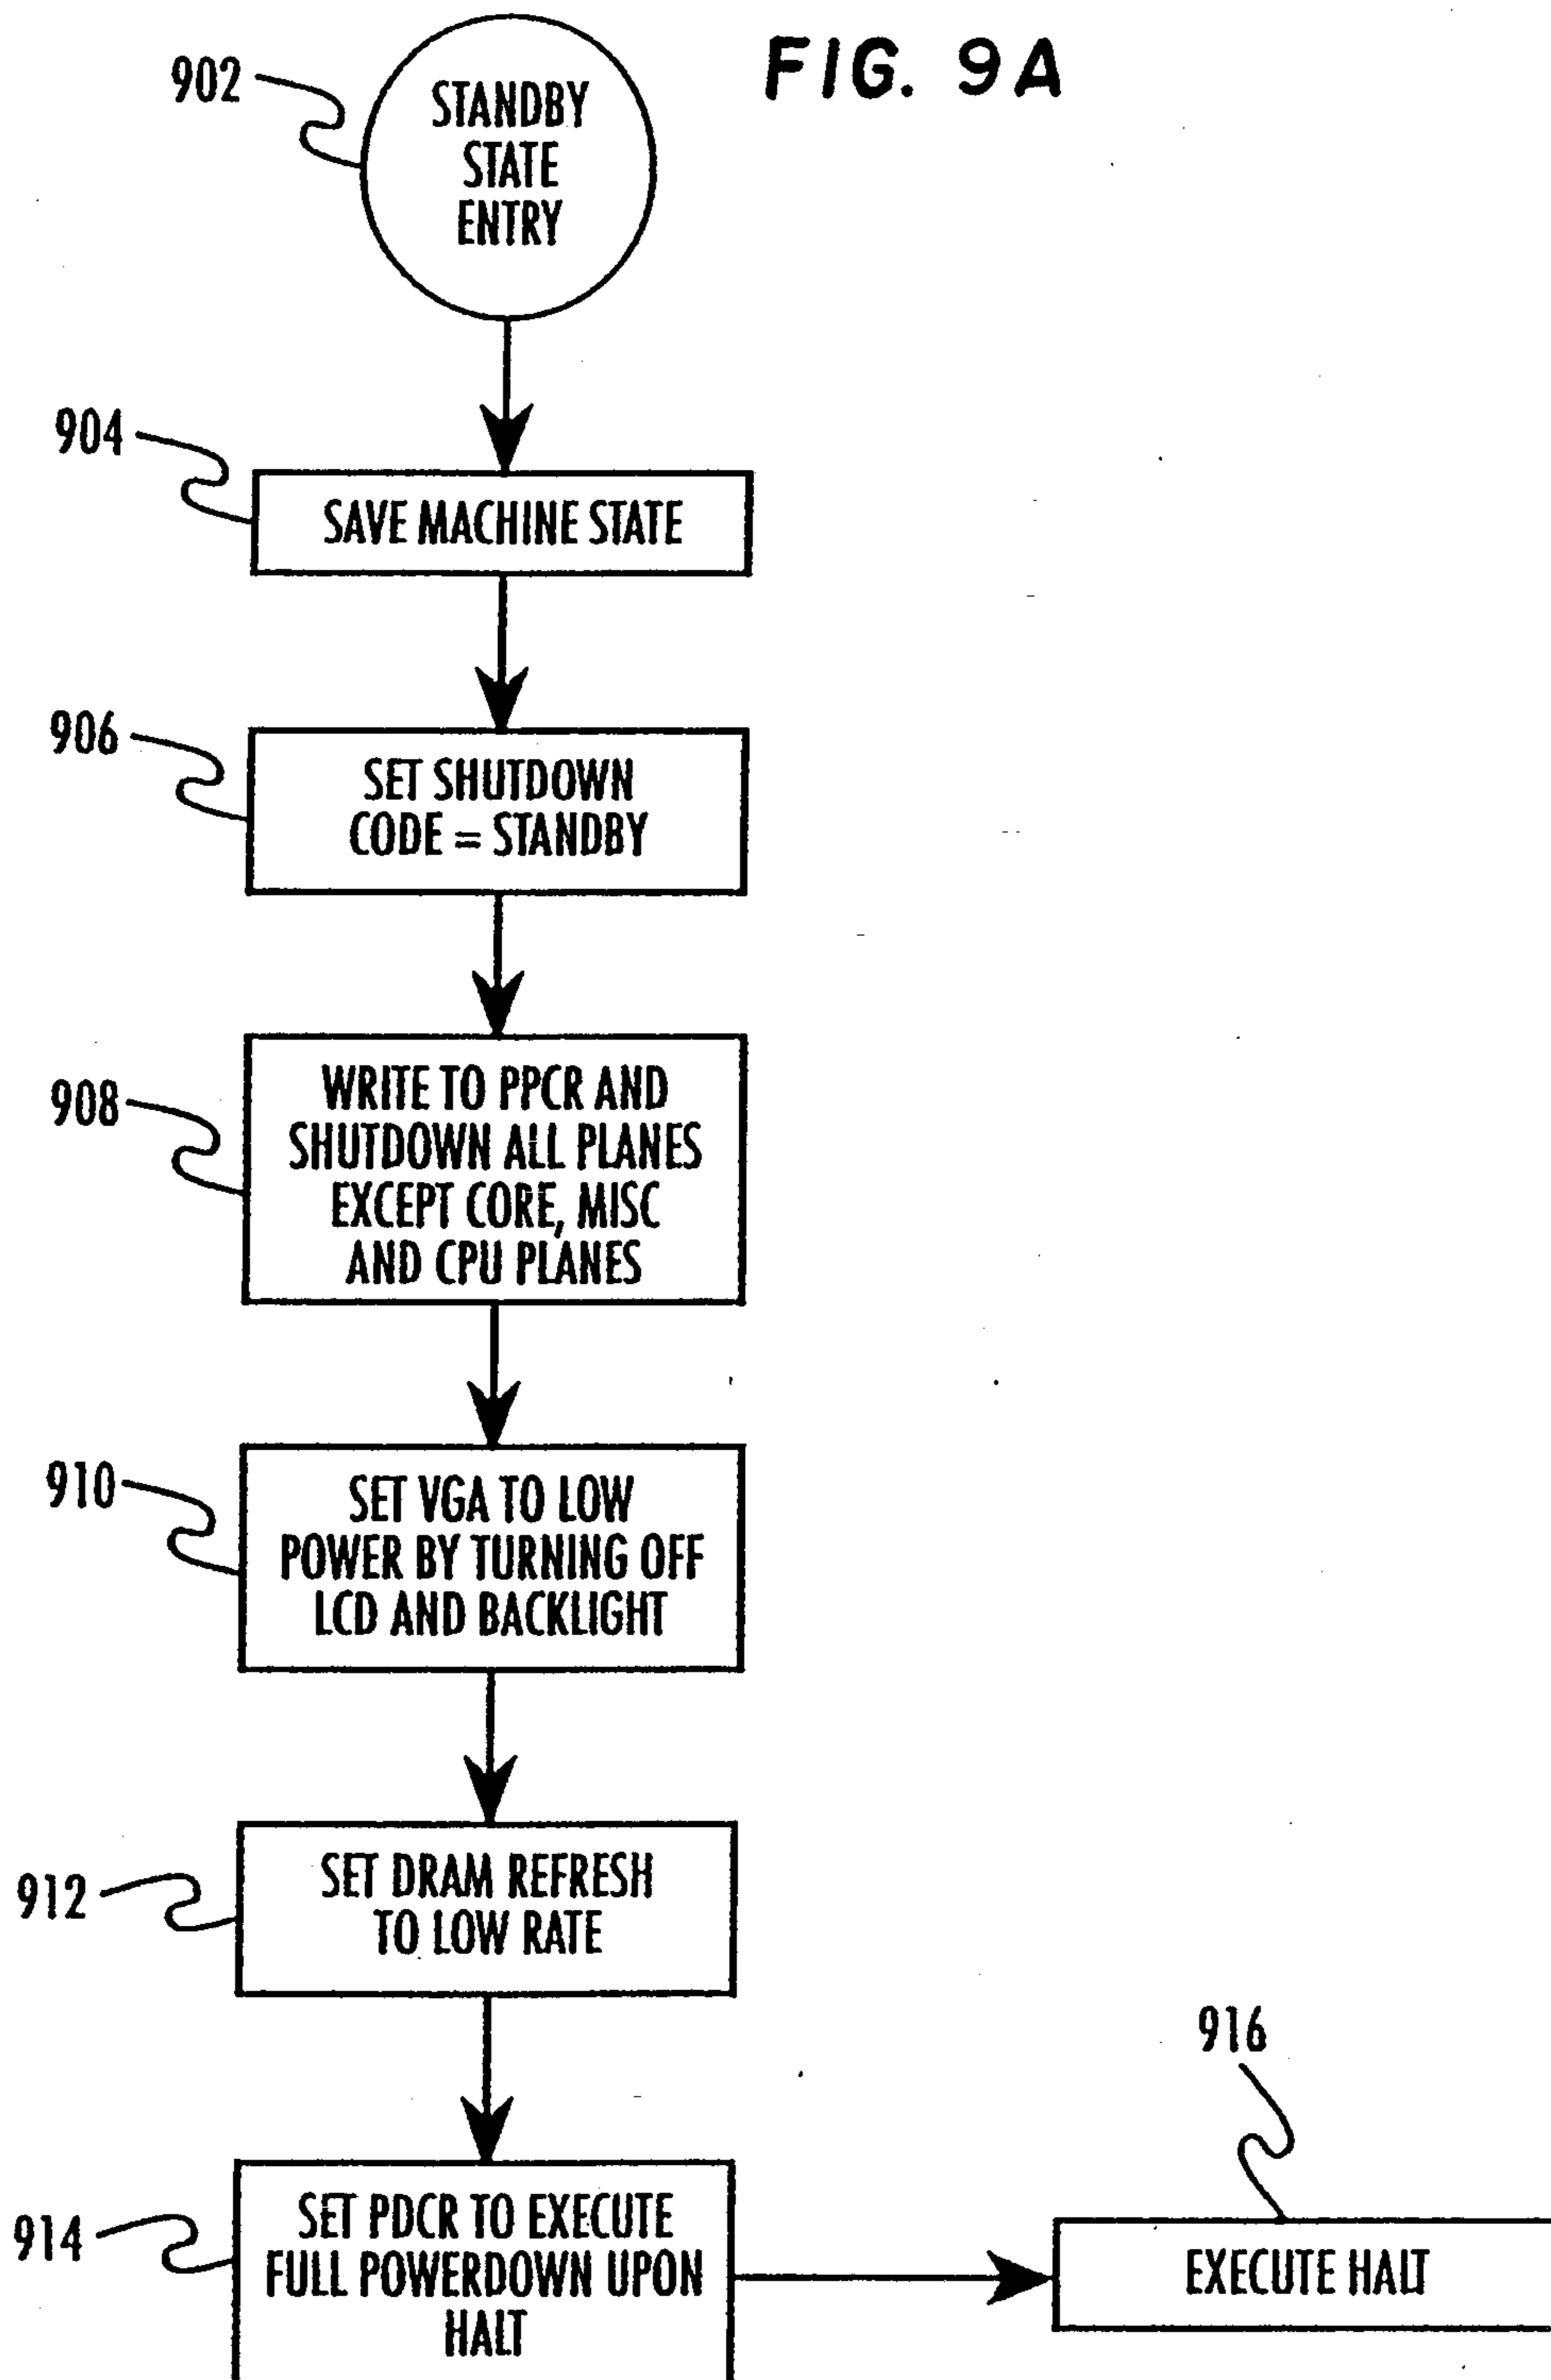 FIG. 9A
902
STANDBY
STATE
ENTRY
904
SAVE MACHINE STATE
906
SET SHUTDOWN
CODE = STANDBY
908
WRITE TO PPCR AND
SHUTDOWN ALL PLANES
EXCEPT CORE, MISC
AND CPU PLANES
910
SET VGA TO LOW
POWER BY TURNING OFF
LCD AND BACKLIGHT
912
SET DRAM REFRESH
TO LOW RATE
914
SET PDCR TO EXECUTE
FULL POWERDOWN UPON
HALT
916
EXECUTE HALT